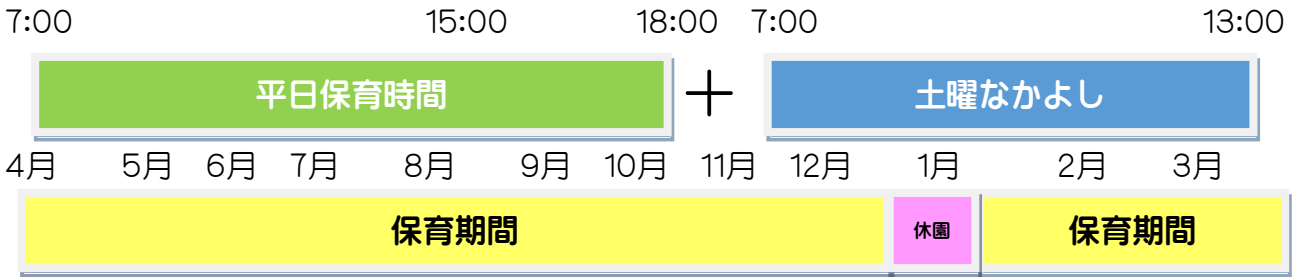 7:00 15:00 18:00 7:00 13:00
平日保育時間 + 土曜なかよし
4月 5月 6月 7月 8月 9月 10月 11月 12月 1月 2月 3月
保育期間 休園 保育期間